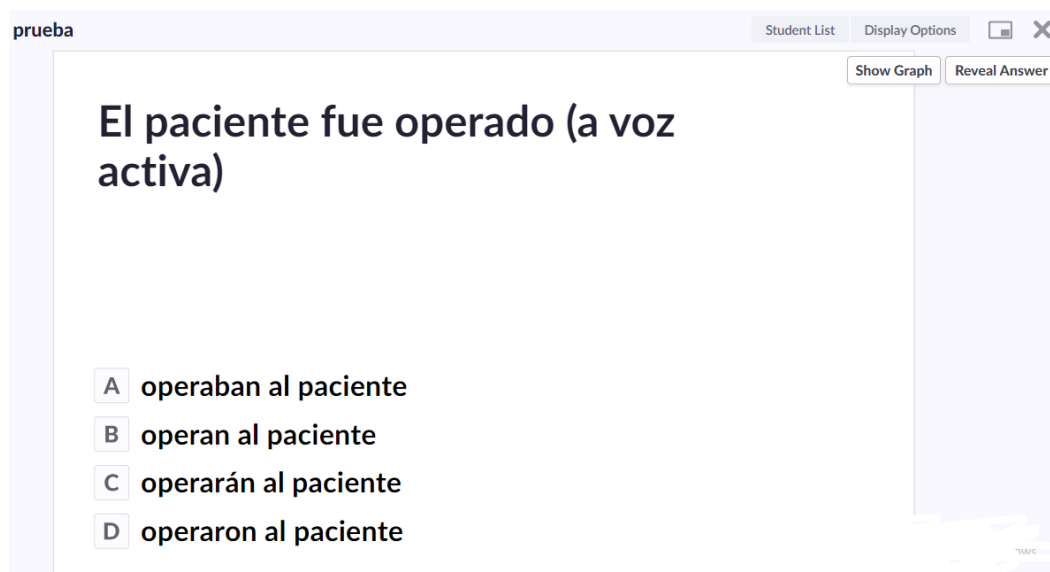 prueba
Student List
Display Options
Show Graph
Reveal Answer
El paciente fue operado (a voz
activa)
A operaban al paciente
B operan al paciente
C operarán al paciente
D operaron al paciente